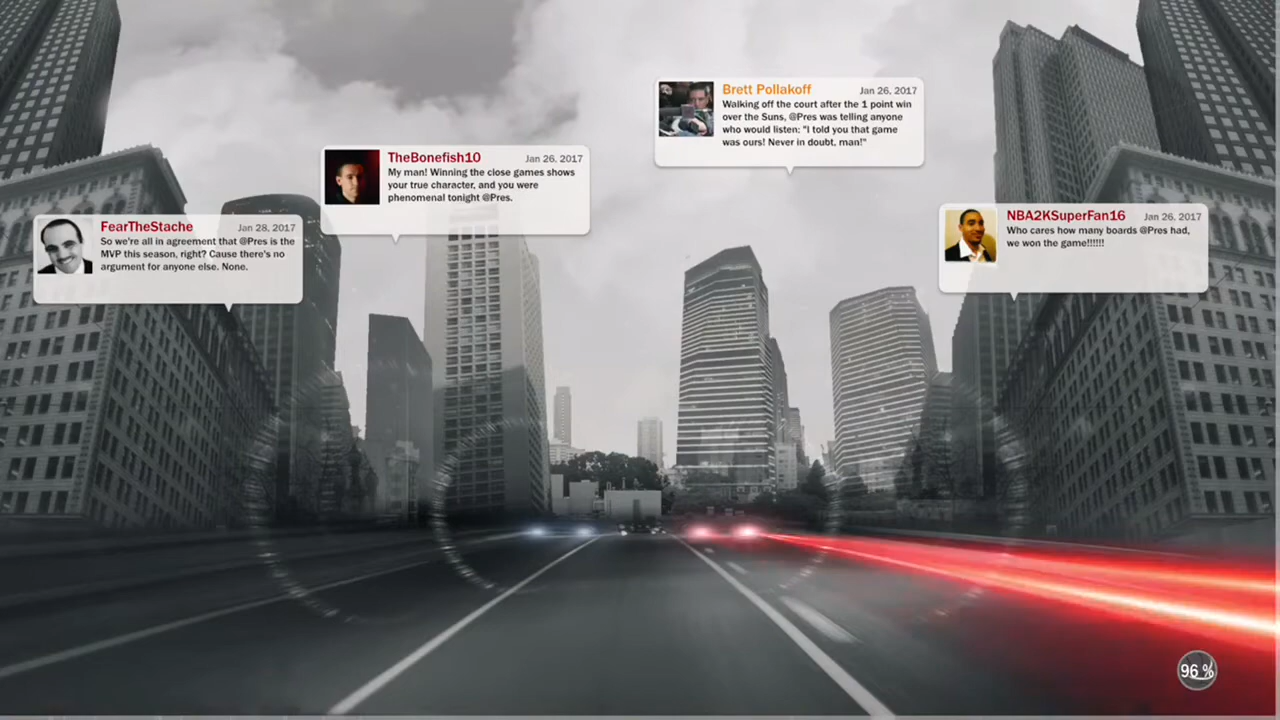 Brett Pollakoff Jan 26, 2017
Walking off the court after the 1 point win
over the Suns, @Pres was telling anyone
who would listen: "I told you that game
was ours! Never in doubt, man!"
TheBonefish10 Jan 26, 2017
My man! Winning the close games shows
your true character, and you were
phenomenal tonight @Pres.
NBA2KSuperFan16 Jan 26, 2017
Who cares how many boards @Pres had,
we won the game!!!!!!
FearTheStache Jan 28, 2017
So we're all in agreement that @Pres is the
MVP this season, right? Cause there's no
argument for anyone else. None.
96 %